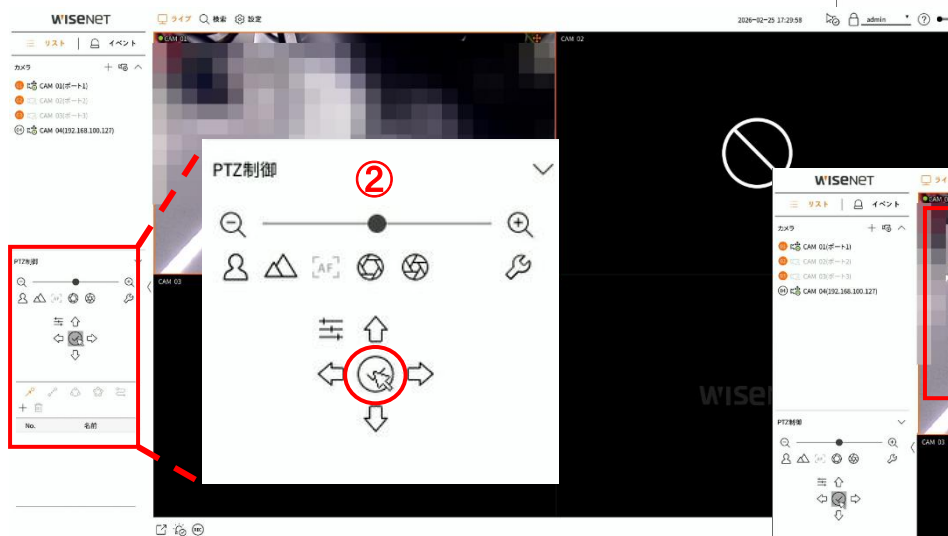 WISENET
ライブ 検索 設定
2026-02-25 17:29:58
admin
リスト イベント
カメラ
CAM 01(ポート1)
CAM 02(ポート2)
CAM 03(ポート3)
CAM 04(192.168.100.127)
CAM 01
CAM 02
CAM 03
PTZ制御
No. 名前
REC
PTZ制御
②
AF
WISE
WISENET
ライ
リスト イベント
カメラ
CAM 01(ポート1)
CAM 02(ポート2)
CAM 03(ポート3)
CAM 04(192.168.100.127)
PTZ制御
CAM 03